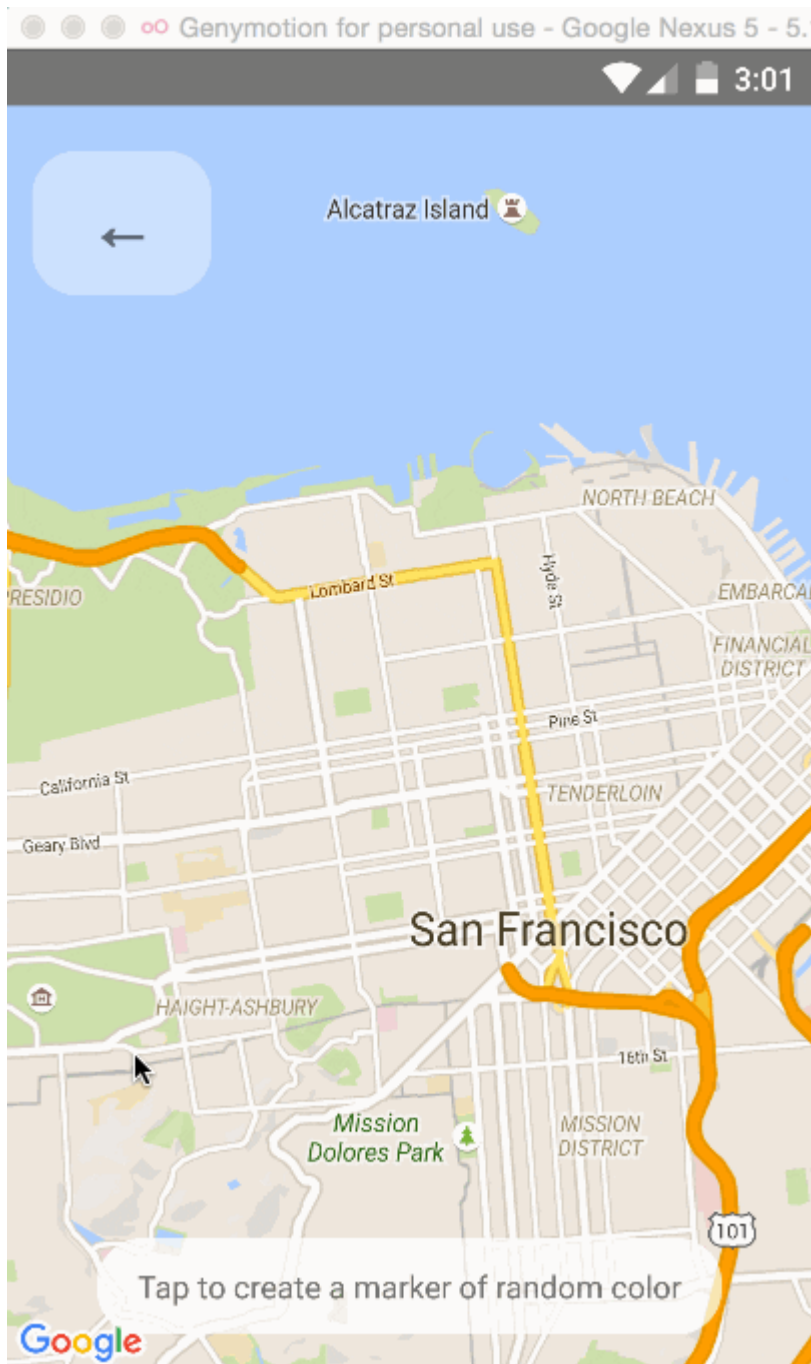 Genymotion for personal use - Google Nexus 5 - 5.
3:01
←
Alcatraz Island
NORTH BEACH
Hyde St
Lombard St
RESIDIO
EMBARCA
FINANCIAL
DISTRICT
Pine St
California St
TENDERLOIN
Geary Blvd
San Francisco
HAIGHT-ASHBURY
16th St
Mission
Dolores Park
MISSION
DISTRICT
101
Tap to create a marker of random color
Google